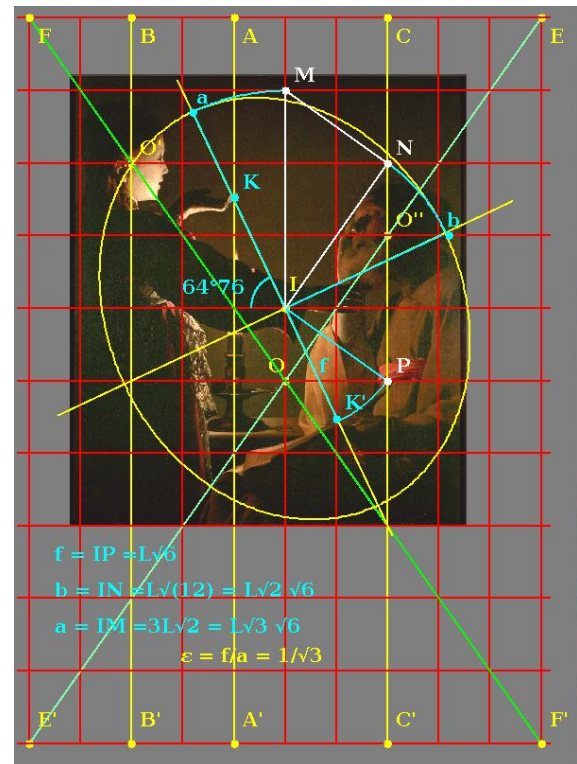 F B A C E
M
a
N
O'
K
O''
b
64°76
I
O
f
P
K'
f = IP =L√6
b = IN =L√(12) = L√2 √6
a = IM =3L√2 = L√3 √6
ε = f/a = 1/√3
E' B' A' C' F'